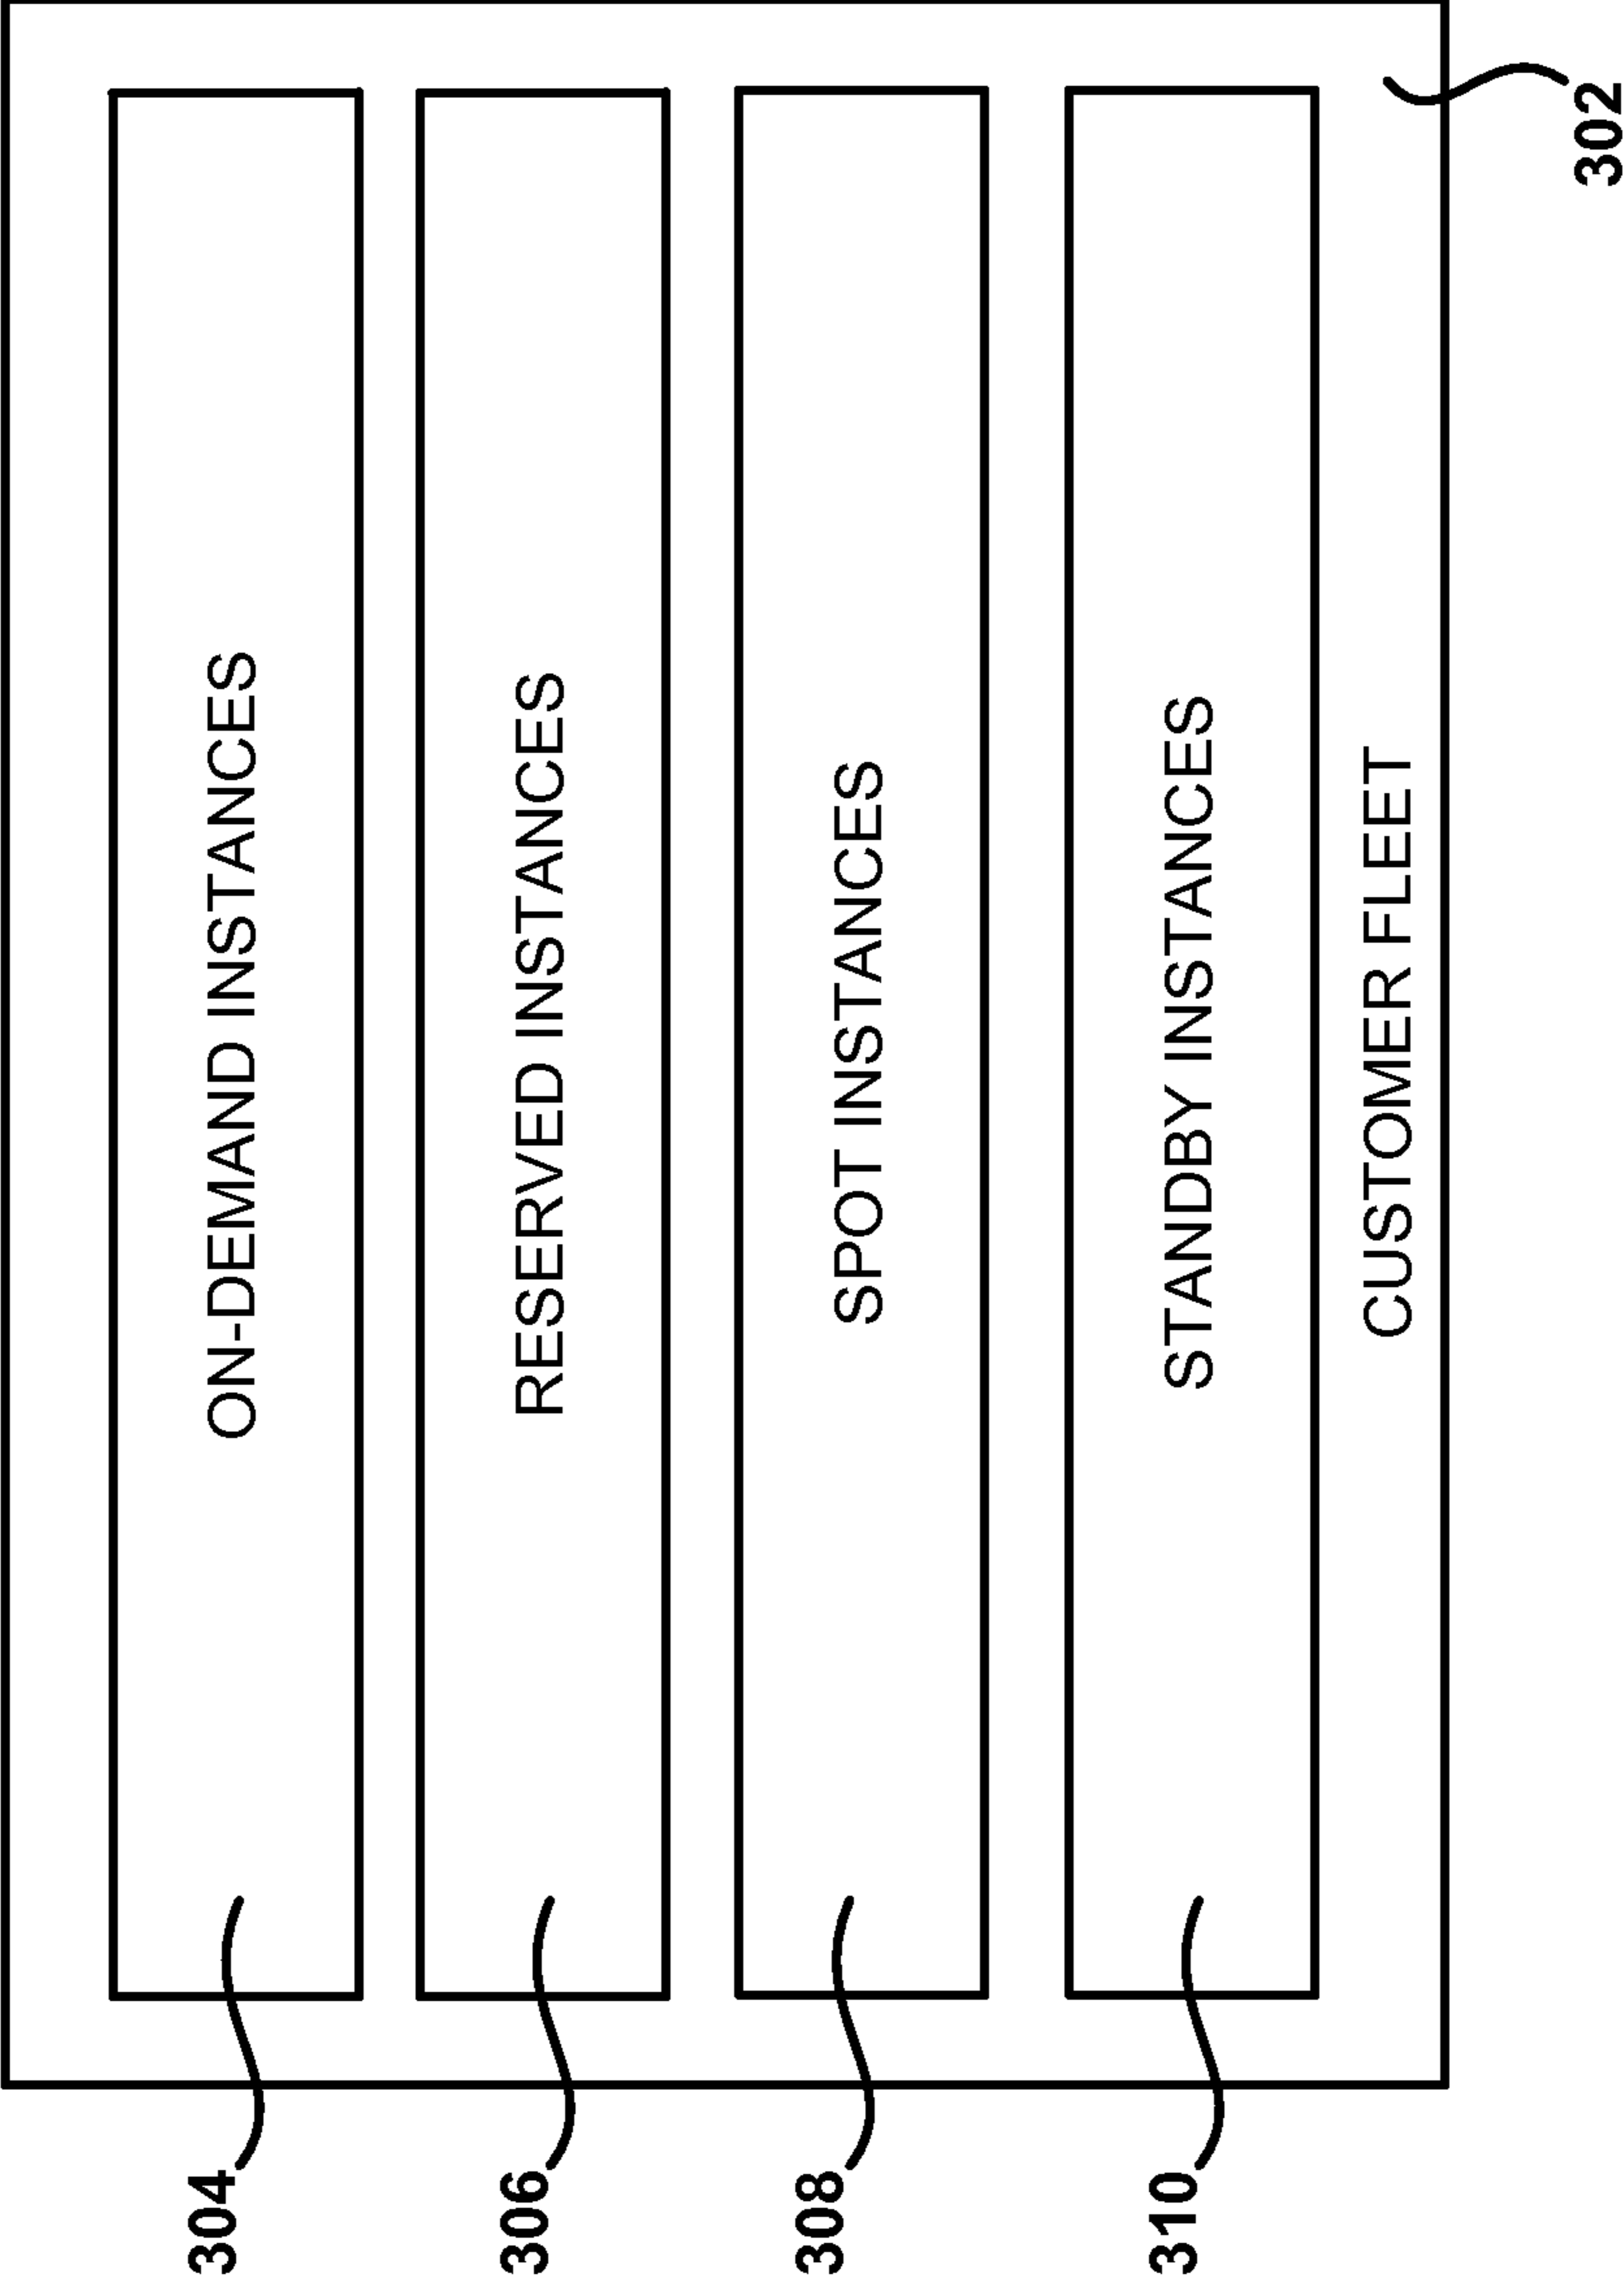 304
ON-DEMAND INSTANCES
306
RESERVED INSTANCES
308
SPOT INSTANCES
310
STANDBY INSTANCES
CUSTOMER FLEET
302